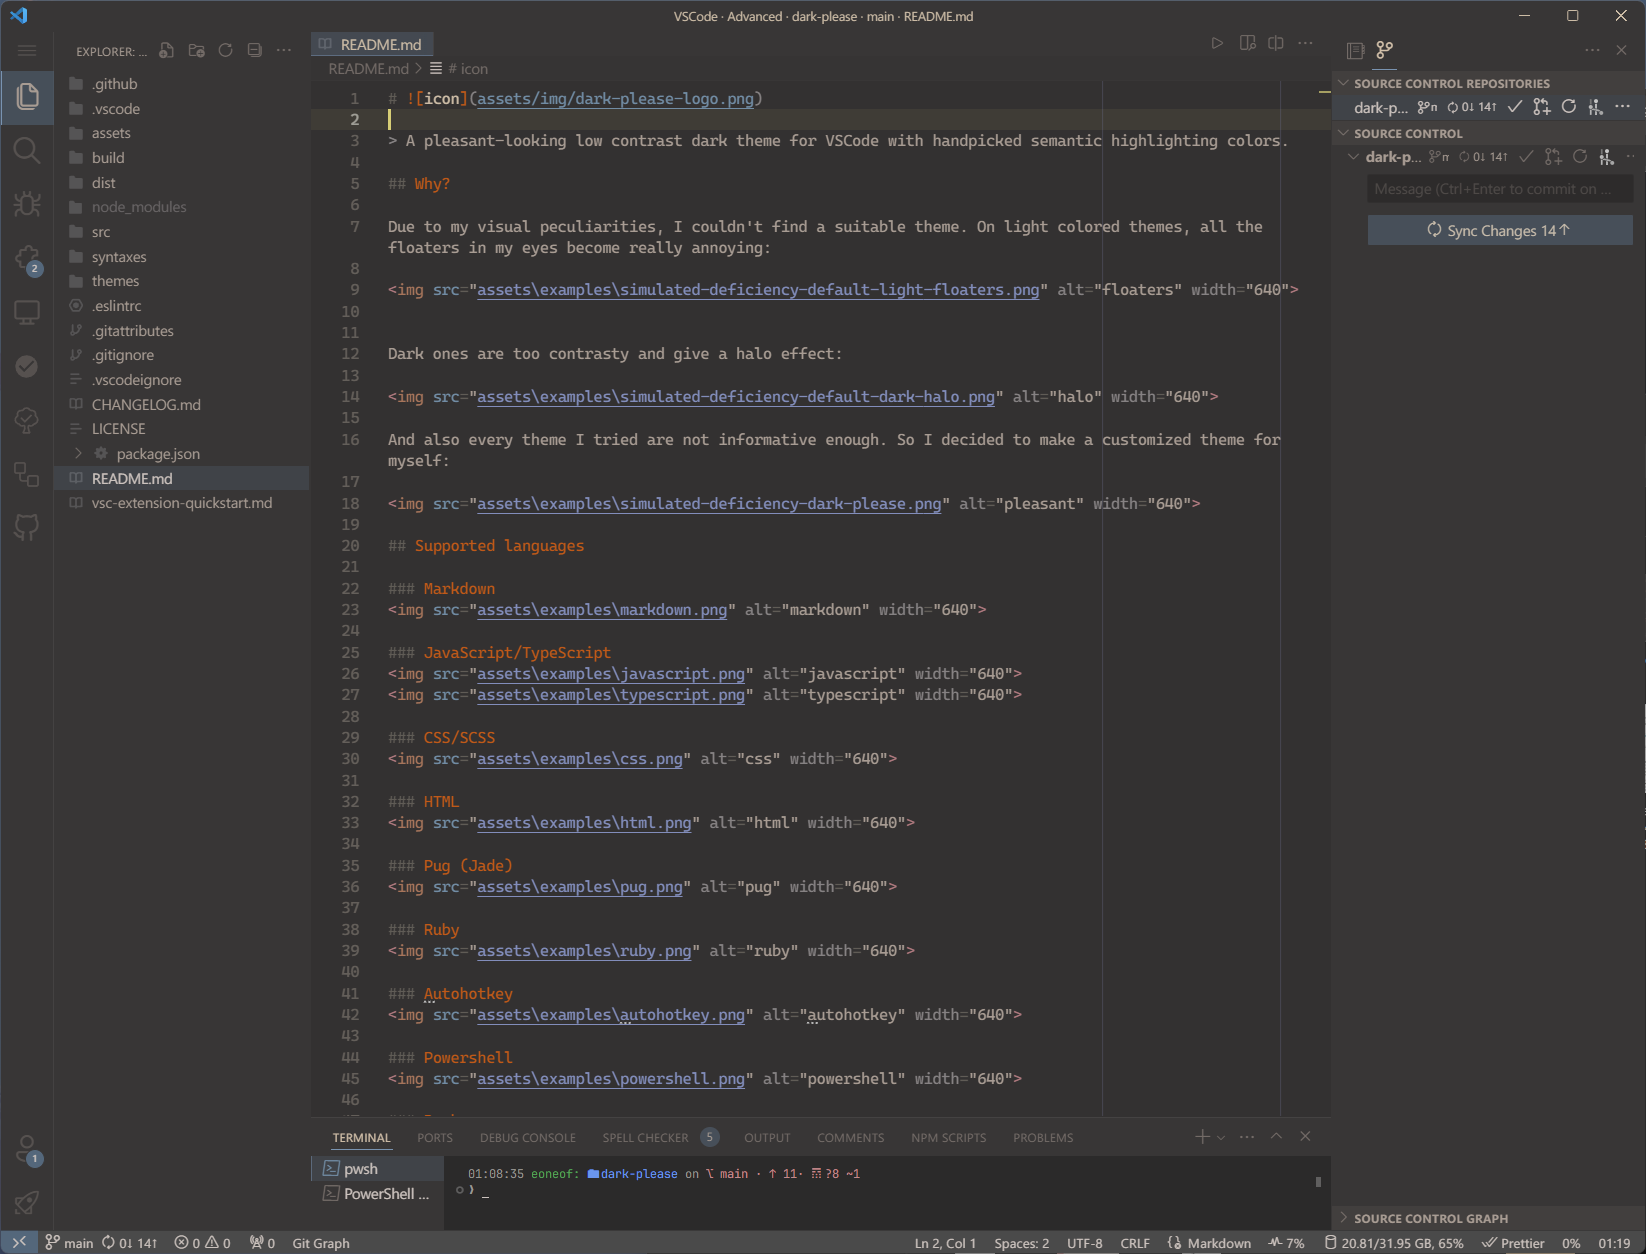 VSCode · Advanced · dark-please · main · README.md
EXPLORER: ...
.github
.vscode
assets
build
dist
node_modules
src
syntaxes
themes
.eslintrc
.gitattributes
.gitignore
.vscodeignore
CHANGELOG.md
LICENSE
package.json
README.md
vsc-extension-quickstart.md
2
1
README.md
README.md > # icon
1 # ![icon](assets/img/dark-please-logo.png)
2
3 > A pleasant-looking low contrast dark theme for VSCode with handpicked semantic highlighting colors.
4
5 ## Why?
6
7 Due to my visual peculiarities, I couldn't find a suitable theme. On light colored themes, all the
floaters in my eyes become really annoying:
8
9 <img src="assets\examples\simulated-deficiency-default-light-floaters.png" alt="floaters" width="640">
10
11
12 Dark ones are too contrasty and give a halo effect:
13
14 <img src="assets\examples\simulated-deficiency-default-dark-halo.png" alt="halo" width="640">
15
16 And also every theme I tried are not informative enough. So I decided to make a customized theme for
myself:
17
18 <img src="assets\examples\simulated-deficiency-dark-please.png" alt="pleasant" width="640">
19
20 ## Supported languages
21
22 ### Markdown
23 <img src="assets\examples\markdown.png" alt="markdown" width="640">
24
25 ### JavaScript/TypeScript
26 <img src="assets\examples\javascript.png" alt="javascript" width="640">
27 <img src="assets\examples\typescript.png" alt="typescript" width="640">
28
29 ### CSS/SCSS
30 <img src="assets\examples\css.png" alt="css" width="640">
31
32 ### HTML
33 <img src="assets\examples\html.png" alt="html" width="640">
34
35 ### Pug (Jade)
36 <img src="assets\examples\pug.png" alt="pug" width="640">
37
38 ### Ruby
39 <img src="assets\examples\ruby.png" alt="ruby" width="640">
40
41 ### Autohotkey
42 <img src="assets\examples\autohotkey.png" alt="autohotkey" width="640">
43
44 ### Powershell
45 <img src="assets\examples\powershell.png" alt="powershell" width="640">
46
SOURCE CONTROL REPOSITORIES
dark-p... 0↓ 14↑
SOURCE CONTROL
dark-p... 0↓ 14↑
Message (Ctrl+Enter to commit on ...
Sync Changes 14↑
SOURCE CONTROL GRAPH
TERMINAL PORTS DEBUG CONSOLE SPELL CHECKER 5 OUTPUT COMMENTS NPM SCRIPTS PROBLEMS
pwsh
PowerShell ...
01:08:35 eoneof: dark-please on main · ↑ 11· ?8 ~1
main 0↓ 14↑ 0 0 0 Git Graph
Ln 2, Col 1 Spaces: 2 UTF-8 CRLF Markdown 7% 20.81/31.95 GB, 65% Prettier 0% 01:19